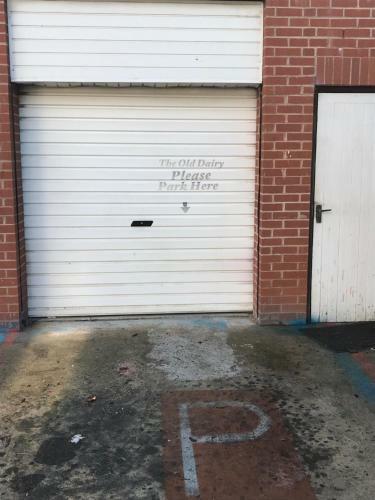 The Old Dairy
Please
Park Here
P